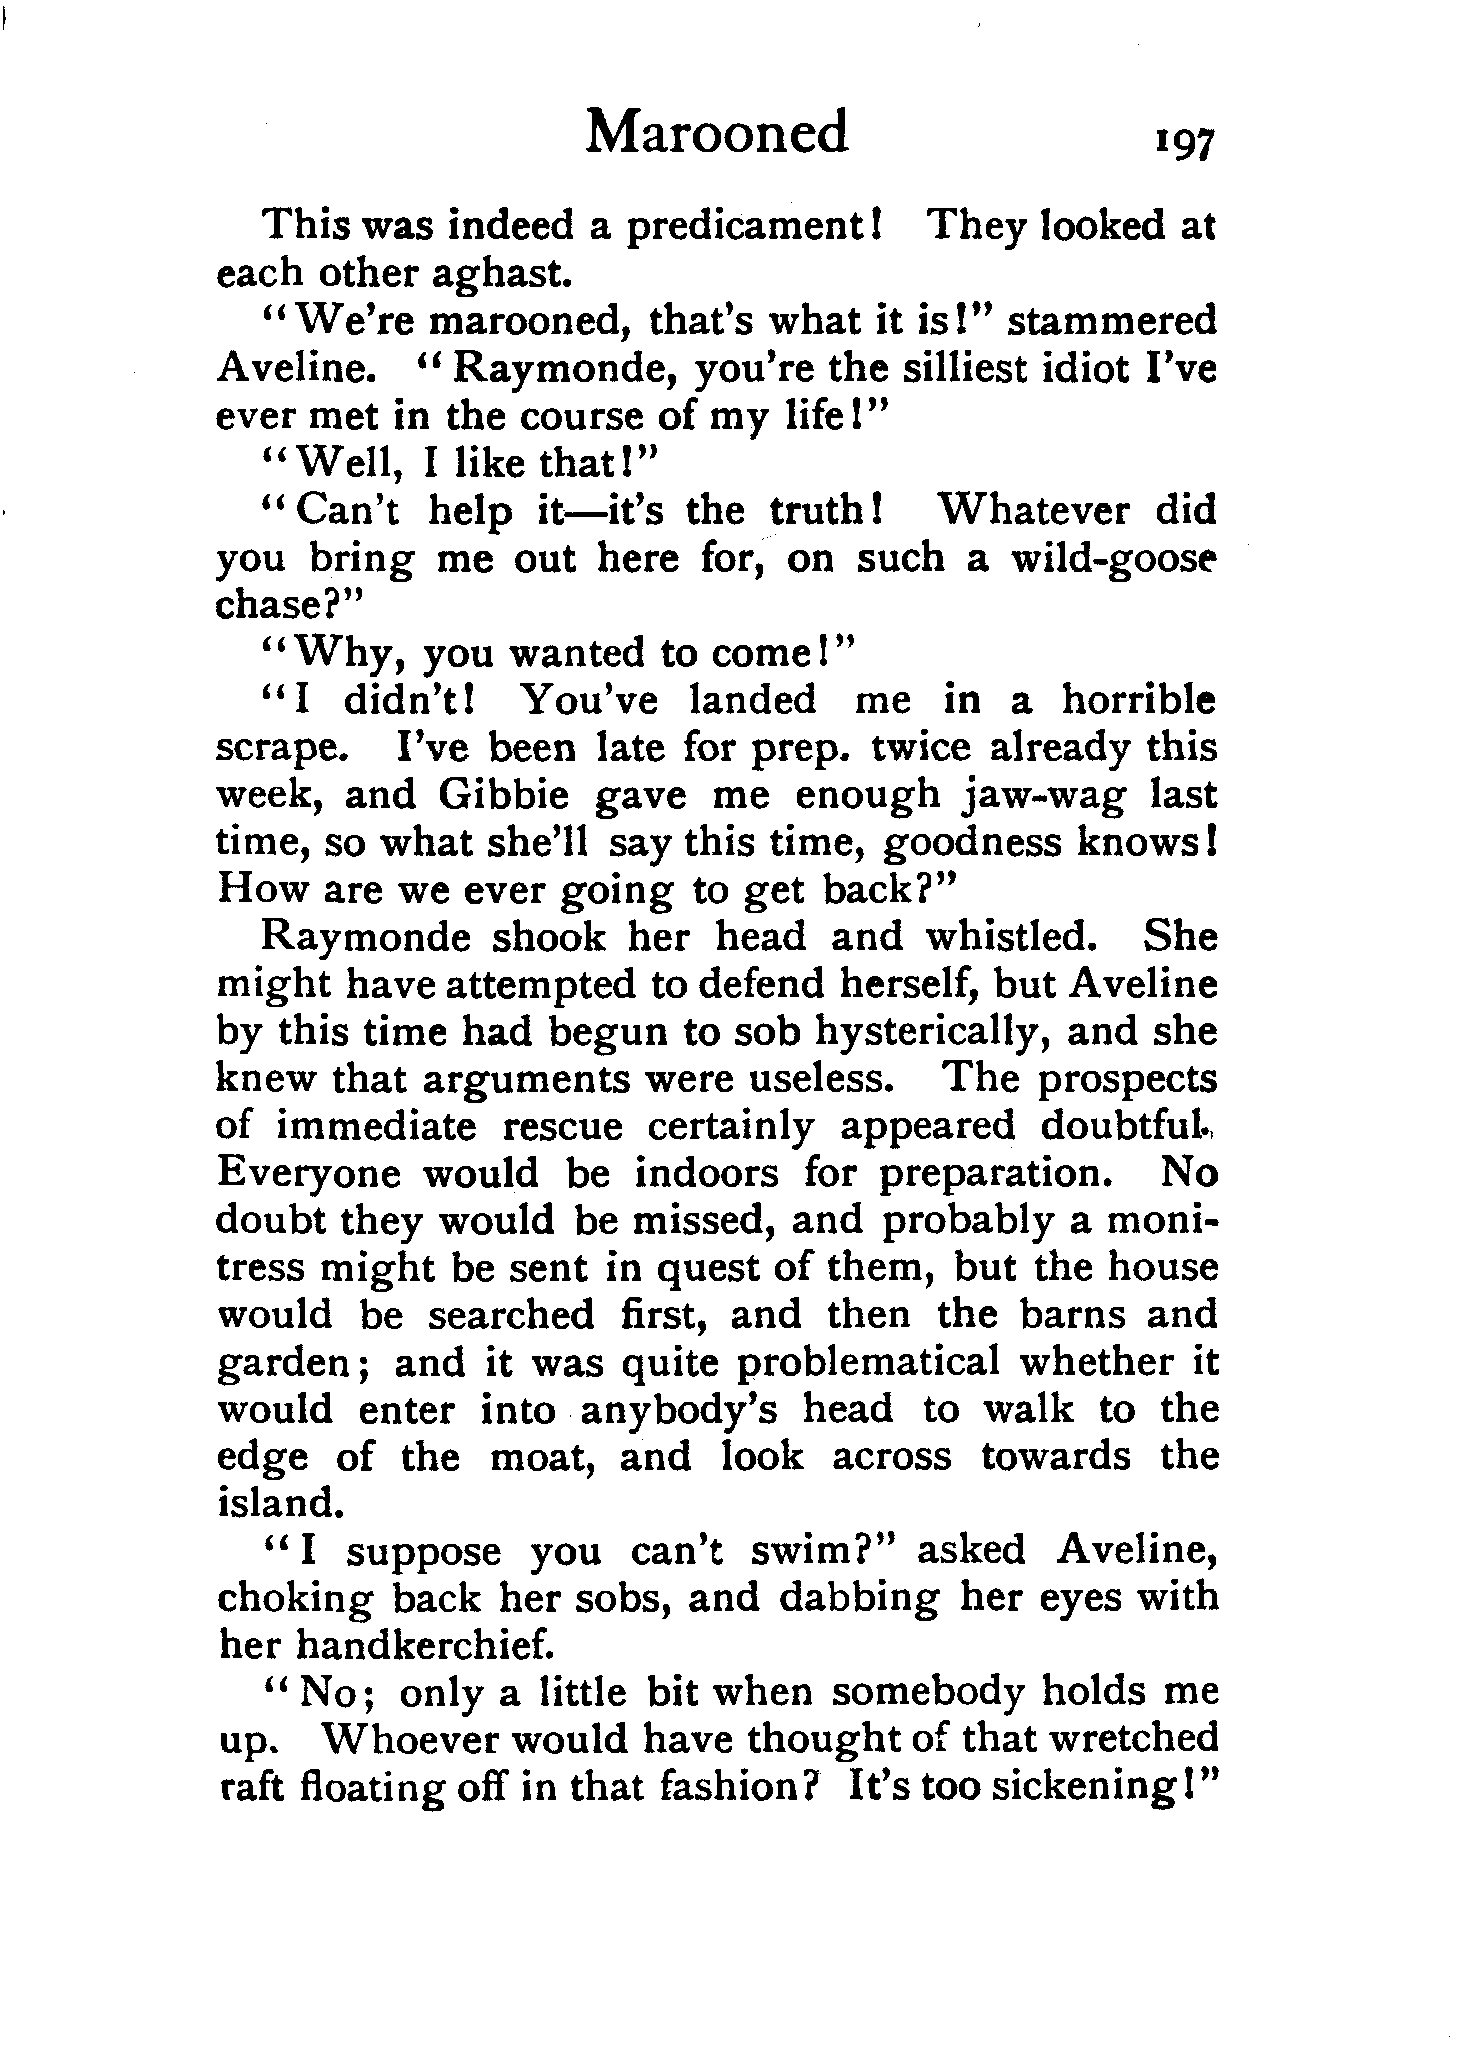 Marooned 197
This was indeed a predicament! They looked at
each other aghast.
"We're marooned, that's what it is!" stammered
Aveline. "Raymonde, you're the silliest idiot I've
ever met in the course of my life!"
"Well, I like that!"
"Can't help it—it's the truth! Whatever did
you bring me out here for, on such a wild-goose
chase?"
"Why, you wanted to come!"
"I didn't! You've landed me in a horrible
scrape. I've been late for prep. twice already this
week, and Gibbie gave me enough jaw-wag last
time, so what she'll say this time, goodness knows!
How are we ever going to get back?"
Raymonde shook her head and whistled. She
might have attempted to defend herself, but Aveline
by this time had begun to sob hysterically, and she
knew that arguments were useless. The prospects
of immediate rescue certainly appeared doubtful.
Everyone would be indoors for preparation. No
doubt they would be missed, and probably a moni-
tress might be sent in quest of them, but the house
would be searched first, and then the barns and
garden; and it was quite problematical whether it
would enter into anybody's head to walk to the
edge of the moat, and look across towards the
island.
"I suppose you can't swim?" asked Aveline,
choking back her sobs, and dabbing her eyes with
her handkerchief.
"No; only a little bit when somebody holds me
up. Whoever would have thought of that wretched
raft floating off in that fashion? It's too sickening!"